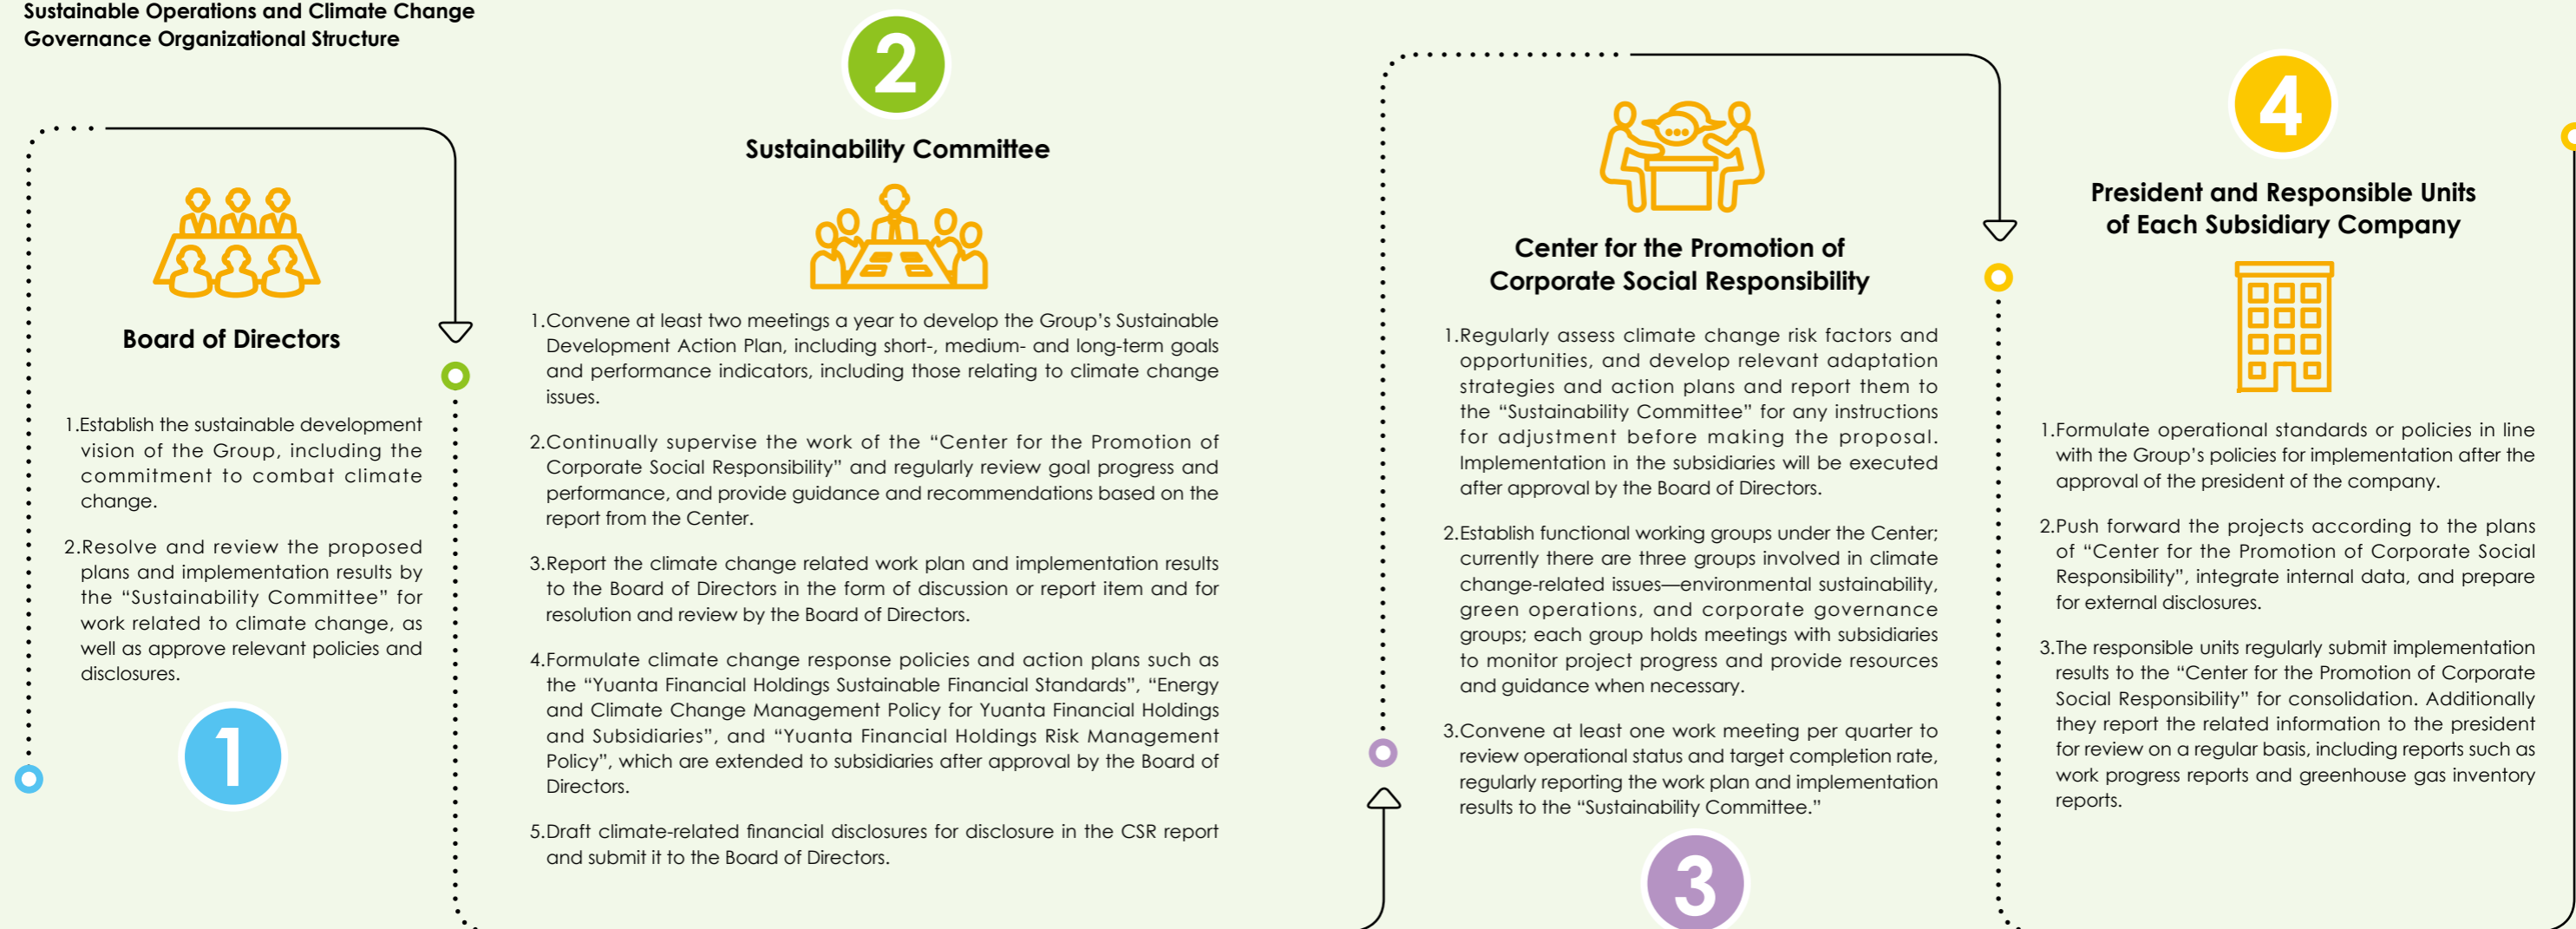 Sustainable Operations and Climate Change
Governance Organizational Structure
Board of Directors
1.Establish the sustainable development
vision of the Group, including the
commitment to combat climate
change.
2.Resolve and review the proposed
plans and implementation results by
the “Sustainability Committee” for
work related to climate change, as
well as approve relevant policies and
disclosures.
1
2
Sustainability Committee
1.Convene at least two meetings a year to develop the Group’s Sustainable
Development Action Plan, including short-, medium- and long-term goals
and performance indicators, including those relating to climate change
issues.
2.Continually supervise the work of the “Center for the Promotion of
Corporate Social Responsibility” and regularly review goal progress and
performance, and provide guidance and recommendations based on the
report from the Center.
3.Report the climate change related work plan and implementation results
to the Board of Directors in the form of discussion or report item and for
resolution and review by the Board of Directors.
4.Formulate climate change response policies and action plans such as
the “Yuanta Financial Holdings Sustainable Financial Standards”, “Energy
and Climate Change Management Policy for Yuanta Financial Holdings
and Subsidiaries”, and “Yuanta Financial Holdings Risk Management
Policy”, which are extended to subsidiaries after approval by the Board of
Directors.
5.Draft climate-related financial disclosures for disclosure in the CSR report
and submit it to the Board of Directors.
Center for the Promotion of
Corporate Social Responsibility
1.Regularly assess climate change risk factors and
opportunities, and develop relevant adaptation
strategies and action plans and report them to
the “Sustainability Committee” for any instructions
for adjustment before making the proposal.
Implementation in the subsidiaries will be executed
after approval by the Board of Directors.
2.Establish functional working groups under the Center;
currently there are three groups involved in climate
change-related issues—environmental sustainability,
green operations, and corporate governance
groups; each group holds meetings with subsidiaries
to monitor project progress and provide resources
and guidance when necessary.
3.Convene at least one work meeting per quarter to
review operational status and target completion rate,
regularly reporting the work plan and implementation
results to the “Sustainability Committee.”
3
4
President and Responsible Units
of Each Subsidiary Company
1.Formulate operational standards or policies in line
with the Group’s policies for implementation after the
approval of the president of the company.
2.Push forward the projects according to the plans
of “Center for the Promotion of Corporate Social
Responsibility”, integrate internal data, and prepare
for external disclosures.
3.The responsible units regularly submit implementation
results to the “Center for the Promotion of Corporate
Social Responsibility” for consolidation. Additionally
they report the related information to the president
for review on a regular basis, including reports such as
work progress reports and greenhouse gas inventory
reports.